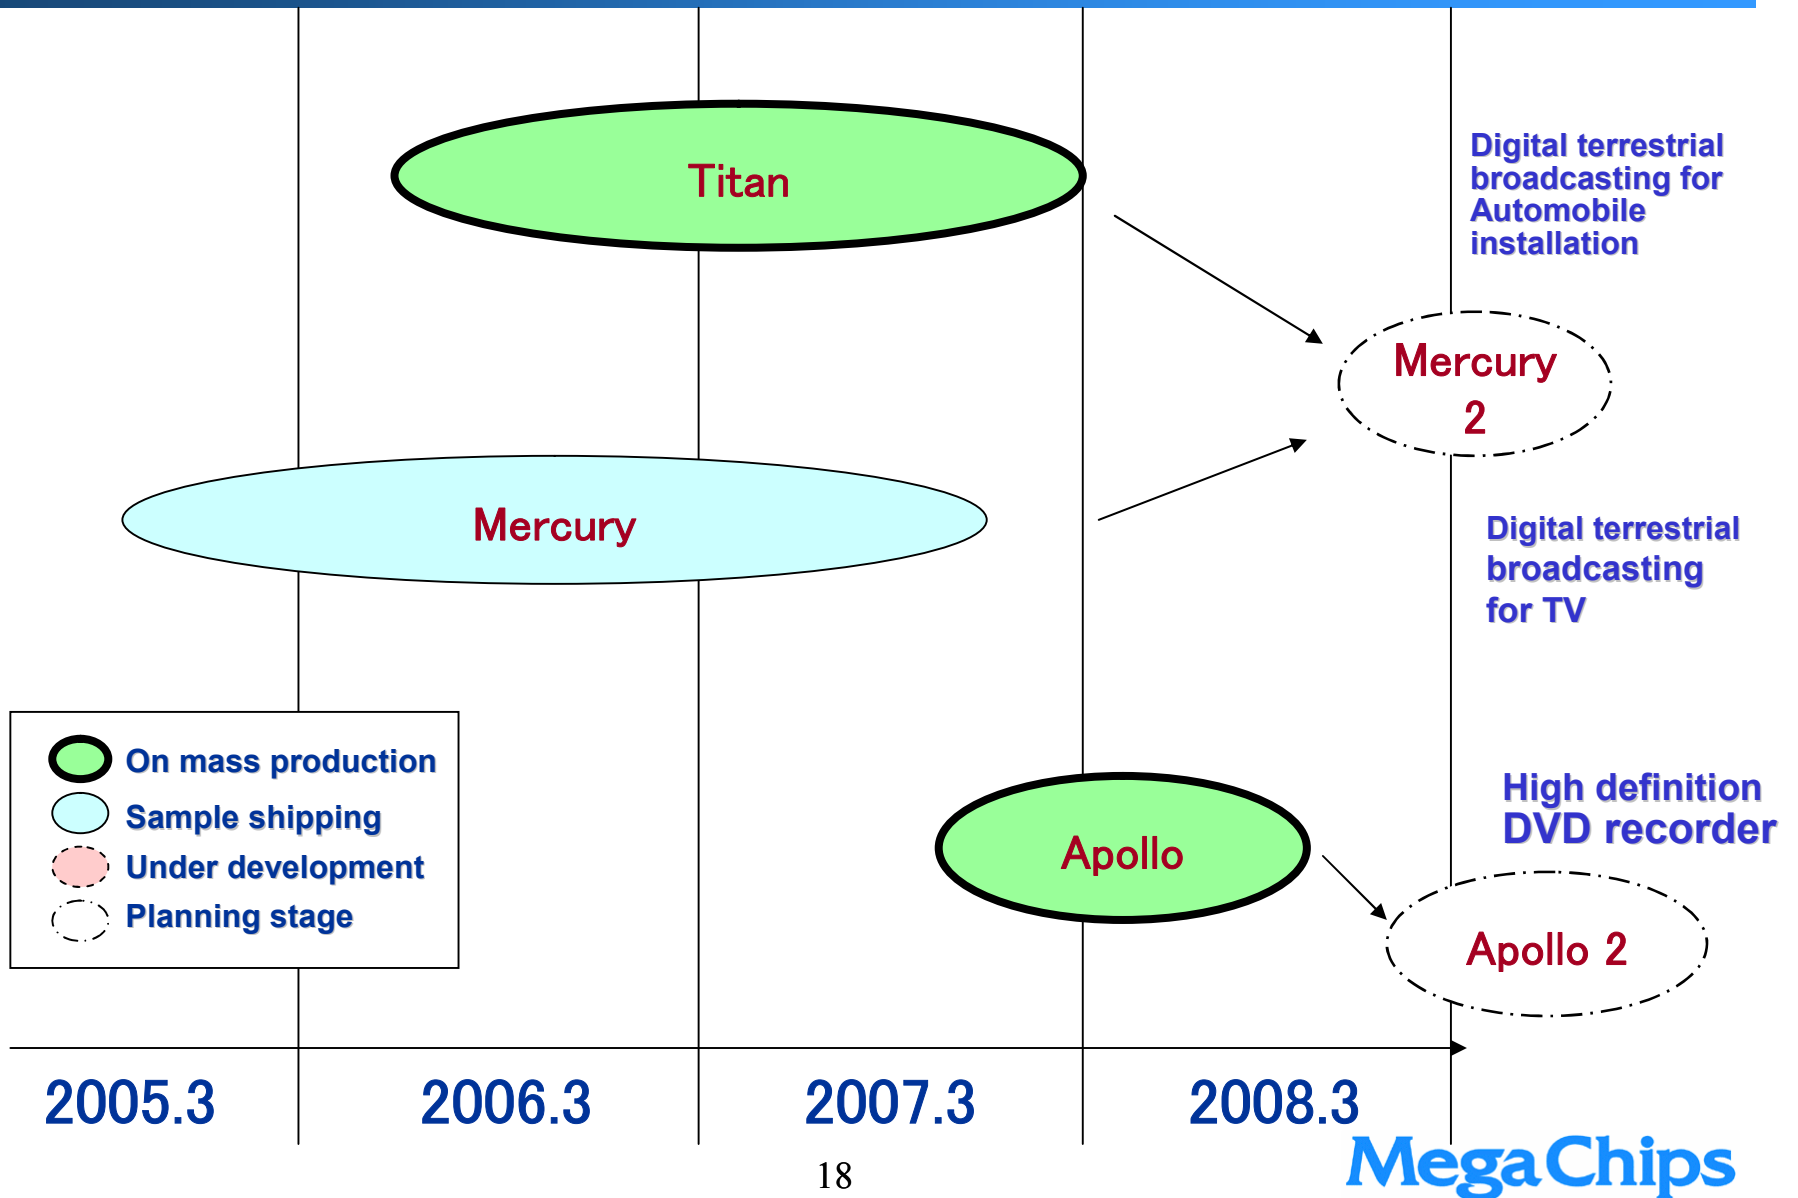 Titan
Digital terrestrial
broadcasting for
Automobile
installation
Mercury
2
Mercury
Digital terrestrial
broadcasting
for TV
On mass production
Sample shipping
Under development
Planning stage
High definition
DVD recorder
Apollo
Apollo 2
2005.3
2006.3
2007.3
2008.3
18
MegaChips